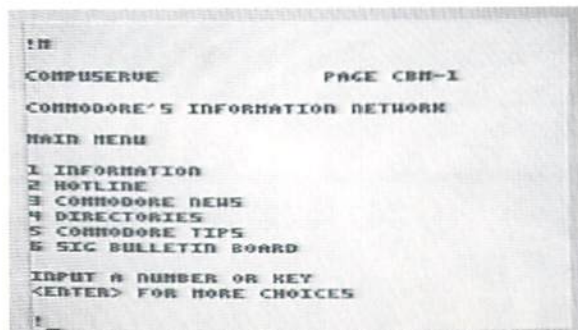 !M
COMPUSERVE PAGE CBM-1
COMMODORE'S INFORMATION NETWORK
MAIN MENU
1 INFORMATION
2 HOTLINE
3 COMMODORE NEWS
4 DIRECTORIES
5 COMMODORE TIPS
6 SIG BULLETIN BOARD
INPUT A NUMBER OR KEY
<ENTER> FOR MORE CHOICES
!_